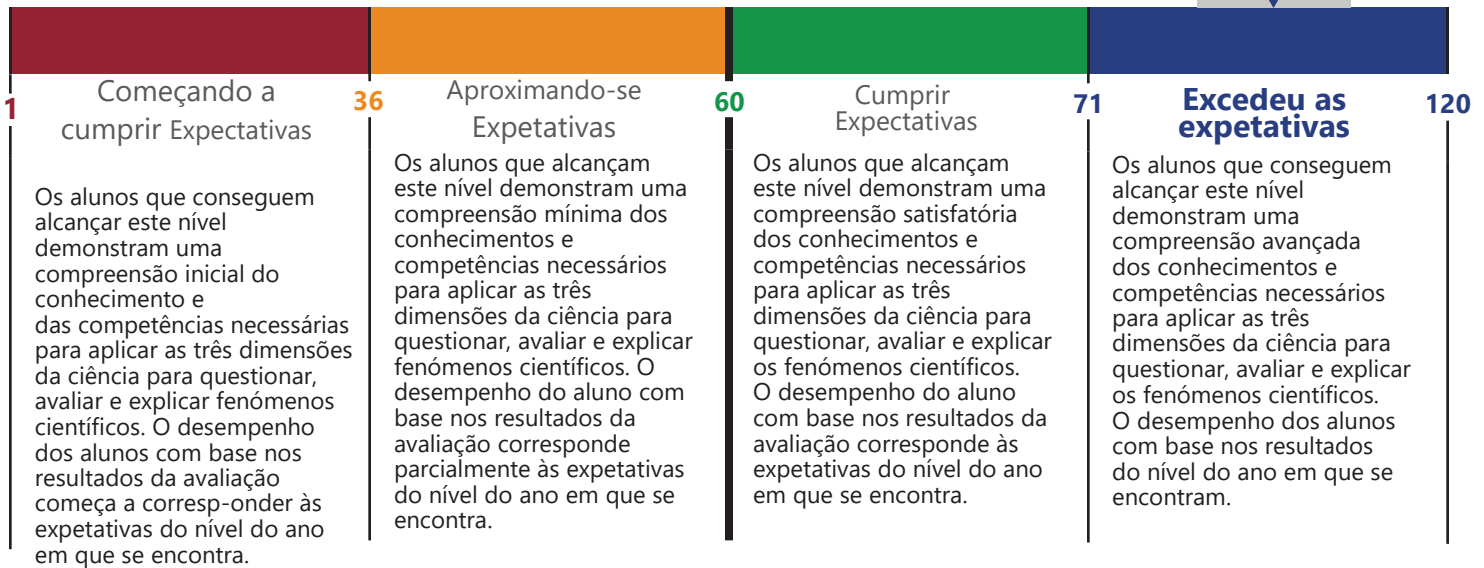 1
Começando a
cumprir Expectativas
Os alunos que conseguem
alcançar este nível
demonstram uma
compreensão inicial do
conhecimento e
das competências necessárias
para aplicar as três dimensões
da ciência para questionar,
avaliar e explicar fenómenos
científicos. O desempenho
dos alunos com base nos
resultados da avaliação
começa a corresp-onder às
expetativas do nível do ano
em que se encontra.
36
Aproximando-se
Expetativas
Os alunos que alcançam
este nível demonstram uma
compreensão mínima dos
conhecimentos e
competências necessários
para aplicar as três
dimensões da ciência para
questionar, avaliar e explicar
fenómenos científicos. O
desempenho do aluno com
base nos resultados da
avaliação corresponde
parcialmente às expetativas
do nível do ano em que se
encontra.
60
Cumprir
Expectativas
Os alunos que alcançam
este nível demonstram uma
compreensão satisfatória
dos conhecimentos e
competências necessários
para aplicar as três
dimensões da ciência para
questionar, avaliar e explicar
os fenómenos científicos.
O desempenho do aluno
com base nos resultados da
avaliação corresponde às
expetativas do nível do ano
em que se encontra.
71
Excedeu as
expetativas
Os alunos que conseguem
alcançar este nível
demonstram uma
compreensão avançada
dos conhecimentos e
competências necessários
para aplicar as três
dimensões da ciência para
questionar, avaliar e explicar
os fenómenos científicos.
O desempenho dos alunos
com base nos resultados
do nível do ano em que se
encontram.
120